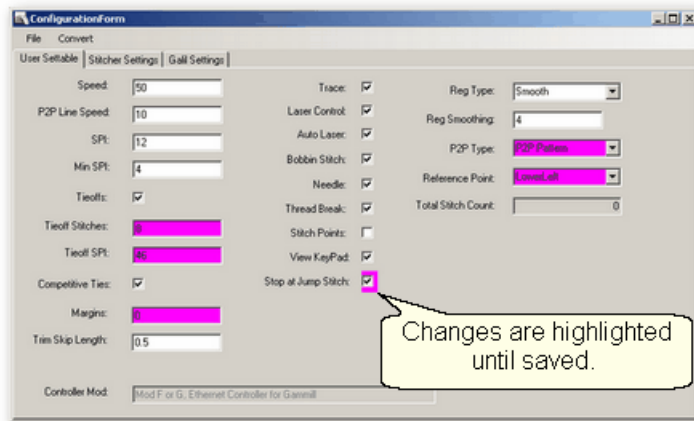 ConfigurationForm
File Convert
User Settable Stitcher Settings Galil Settings
Speed: 50
P2P Line Speed: 10
SPI: 12
Min SPI: 4
Tieoffs:
Tieoff Stitches: 8
Tieoff SPI: 46
Competitive Ties:
Margins: 0
Trim Skip Length: 0.5
Controller Mod: Mod F or G, Ethernet Controller for Gammill
Trace:
Laser Control:
Auto Laser:
Bobbin Stitch:
Needle:
Thread Break:
Stitch Points:
View KeyPad:
Stop at Jump Stitch:
Reg Type: Smooth
Reg Smoothing: 4
P2P Type: P2P Pattern
Reference Point: LowerLeft
Total Stitch Count: 0
Changes are highlighted
until saved.